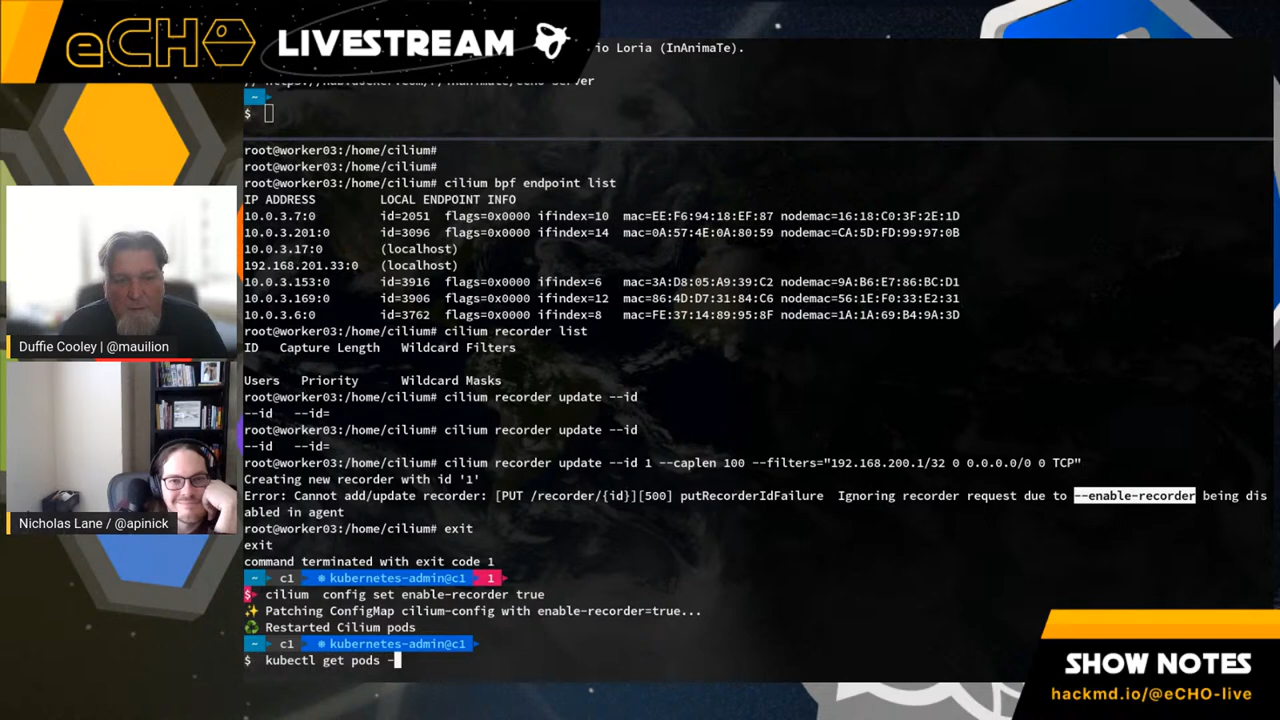 eCHO LIVESTREAM
io Loria (InAnimaTe).
~
$
root@worker03:/home/cilium#
root@worker03:/home/cilium#
root@worker03:/home/cilium# cilium bpf endpoint list
IP ADDRESS LOCAL ENDPOINT INFO
10.0.3.7:0 id=2051 flags=0x0000 ifindex=10 mac=EE:F6:94:18:EF:87 nodemac=16:18:C0:3F:2E:1D
10.0.3.201:0 id=3096 flags=0x0000 ifindex=14 mac=0A:57:4E:0A:80:59 nodemac=CA:5D:FD:99:97:0B
10.0.3.17:0 (localhost)
192.168.201.33:0 (localhost)
10.0.3.153:0 id=3916 flags=0x0000 ifindex=6 mac=3A:D8:05:A9:39:C2 nodemac=9A:B6:E7:86:BC:D1
10.0.3.169:0 id=3906 flags=0x0000 ifindex=12 mac=86:4D:D7:31:84:C6 nodemac=56:1E:F0:33:E2:31
10.0.3.6:0 id=3762 flags=0x0000 ifindex=8 mac=FE:37:14:89:95:8F nodemac=1A:1A:69:B4:9A:3D
root@worker03:/home/cilium# cilium recorder list
ID Capture Length Wildcard Filters
Users Priority Wildcard Masks
root@worker03:/home/cilium# cilium recorder update --id
--id --id=
root@worker03:/home/cilium# cilium recorder update --id
--id --id=
root@worker03:/home/cilium# cilium recorder update --id 1 --caplen 100 --filters="192.168.200.1/32 0 0.0.0.0/0 0 TCP"
Creating new recorder with id '1'
Error: Cannot add/update recorder: [PUT /recorder/{id}][500] putRecorderIdFailure Ignoring recorder request due to --enable-recorder being dis
abled in agent
root@worker03:/home/cilium# exit
exit
command terminated with exit code 1
~ c1 kubernetes-admin@c1 1
$ cilium config set enable-recorder true
Patching ConfigMap cilium-config with enable-recorder=true...
Restarted Cilium pods
~ c1 kubernetes-admin@c1
$ kubectl get pods -
Duffie Cooley | @mauilion
Nicholas Lane / @apinick
SHOW NOTES
hackmd.io/@eCHO-live